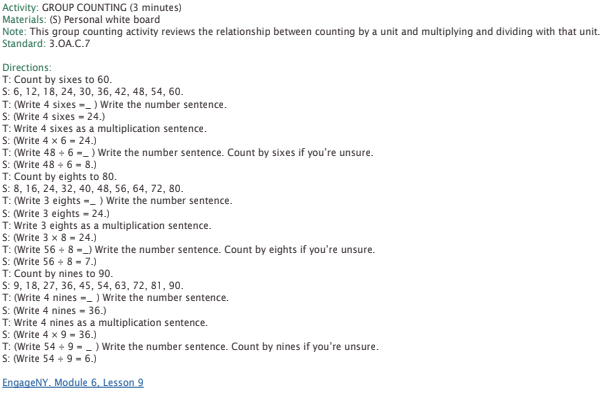 Activity: GROUP COUNTING (3 minutes)
Materials: (S) Personal white board
Note: This group counting activity reviews the relationship between counting by a unit and multiplying and dividing with that unit.
Standard: 3.OA.C.7
Directions:
T: Count by sixes to 60.
S: 6, 12, 18, 24, 30, 36, 42, 48, 54, 60.
T: (Write 4 sixes =_ ) Write the number sentence.
S: (Write 4 sixes = 24.)
T: Write 4 sixes as a multiplication sentence.
S: (Write 4 × 6 = 24.)
T: (Write 48 ÷ 6 =_ ) Write the number sentence. Count by sixes if you're unsure.
S: (Write 48 ÷ 6 = 8.)
T: Count by eights to 80.
S: 8, 16, 24, 32, 40, 48, 56, 64, 72, 80.
T: (Write 3 eights =_ ) Write the number sentence.
S: (Write 3 eights = 24.)
T: Write 3 eights as a multiplication sentence.
S: (Write 3 × 8 = 24.)
T: (Write 56 ÷ 8 =_) Write the number sentence. Count by eights if you're unsure.
S: (Write 56 ÷ 8 = 7.)
T: Count by nines to 90.
S: 9, 18, 27, 36, 45, 54, 63, 72, 81, 90.
T: (Write 4 nines =_ ) Write the number sentence.
S: (Write 4 nines = 36.)
T: Write 4 nines as a multiplication sentence.
S: (Write 4 × 9 = 36.)
T: (Write 54 ÷ 9 = _ ) Write the number sentence. Count by nines if you're unsure.
S: (Write 54 ÷ 9 = 6.)
EngageNY, Module 6, Lesson 9